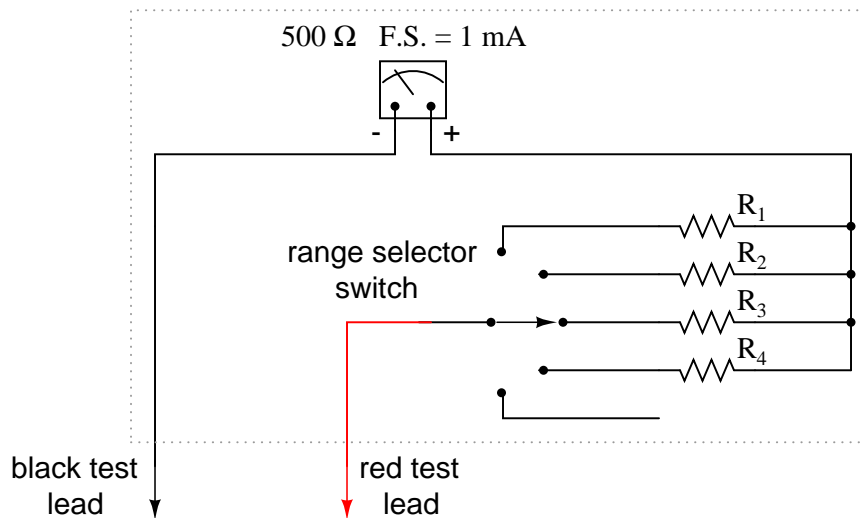 500 Ω F.S. = 1 mA
- +
R1
range selector
switch
R2
R3
R4
black test
lead
red test
lead